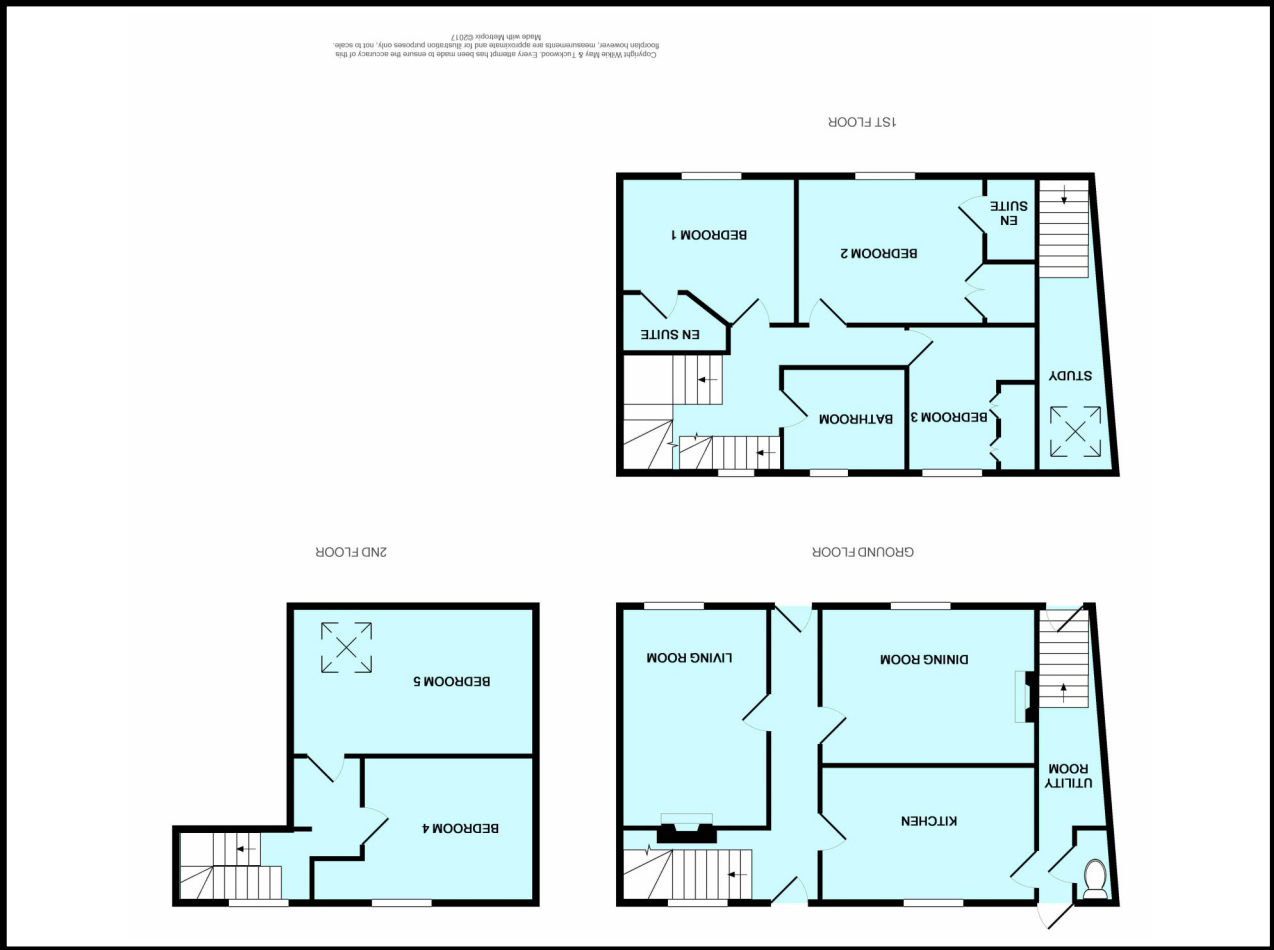 KITCHEN
UTILITY
ROOM
DINING ROOM
LIVING ROOM
GROUND FLOOR
BEDROOM 4
BEDROOM 5
2ND FLOOR
BEDROOM 3
BATHROOM
STUDY
EN SUITE
BEDROOM 2
BEDROOM 1
EN
SUITE
1ST FLOOR
Copyright Wilkie May & Tuckwood. Every attempt has been made to ensure the accuracy of this
floorplan however, measurements are approximate and for illustration purposes only, not to scale.
Made with Metropix ©2017